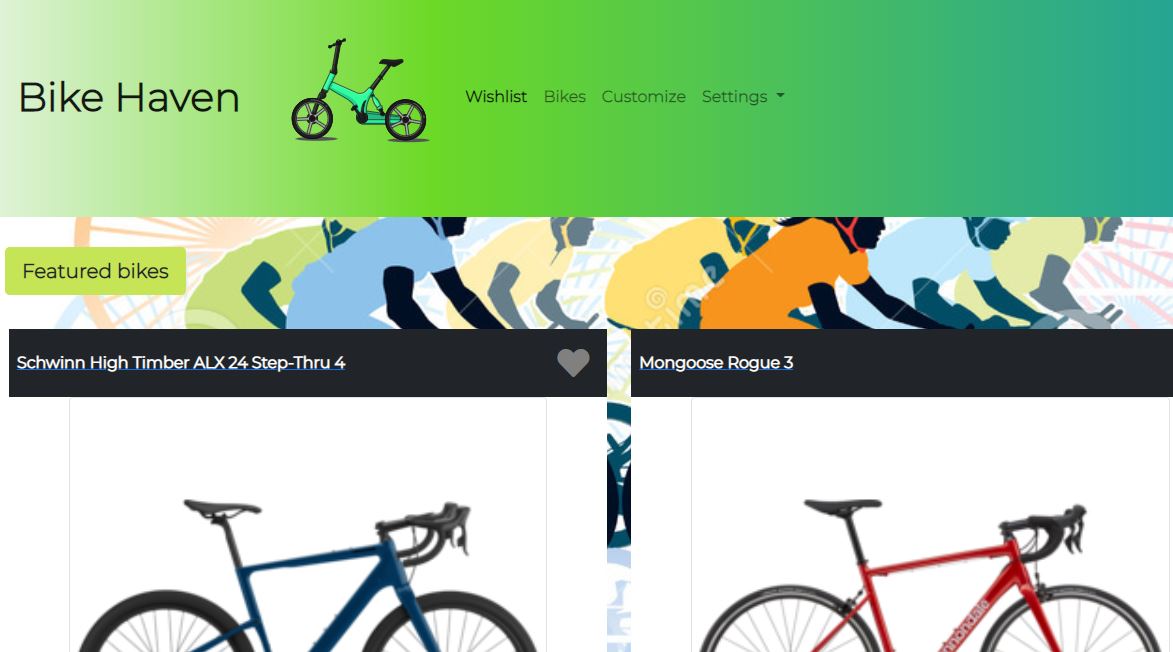 Bike Haven
Wishlist Bikes Customize Settings
Featured bikes
Schwinn High Timber ALX 24 Step-Thru 4
Mongoose Rogue 3